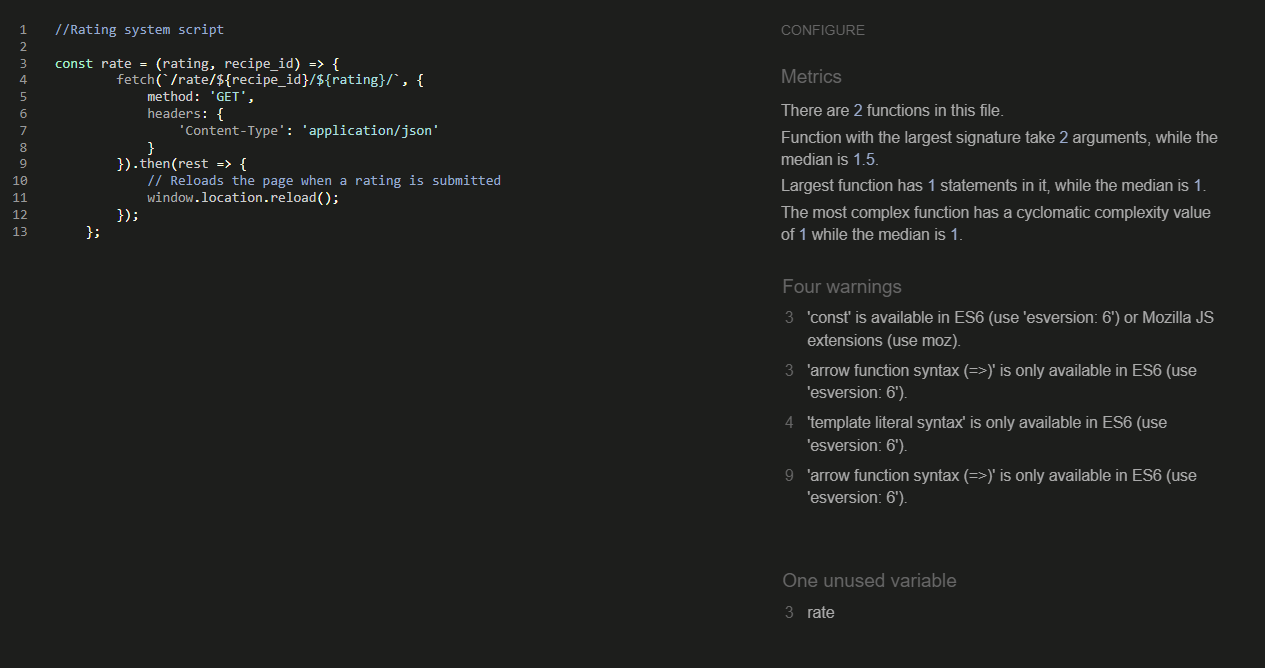 1 //Rating system script
2
3 const rate = (rating, recipe_id) => {
4 fetch(`/rate/${recipe_id}/${rating}/`, {
5 method: 'GET',
6 headers: {
7 'Content-Type': 'application/json'
8 }
9 }).then(rest => {
10 // Reloads the page when a rating is submitted
11 window.location.reload();
12 });
13 };
CONFIGURE
Metrics
There are 2 functions in this file.
Function with the largest signature take 2 arguments, while the
median is 1.5.
Largest function has 1 statements in it, while the median is 1.
The most complex function has a cyclomatic complexity value
of 1 while the median is 1.
Four warnings
3 'const' is available in ES6 (use 'esversion: 6') or Mozilla JS
extensions (use moz).
3 'arrow function syntax (=>)' is only available in ES6 (use
'esversion: 6').
4 'template literal syntax' is only available in ES6 (use
'esversion: 6').
9 'arrow function syntax (=>)' is only available in ES6 (use
'esversion: 6').
One unused variable
3 rate